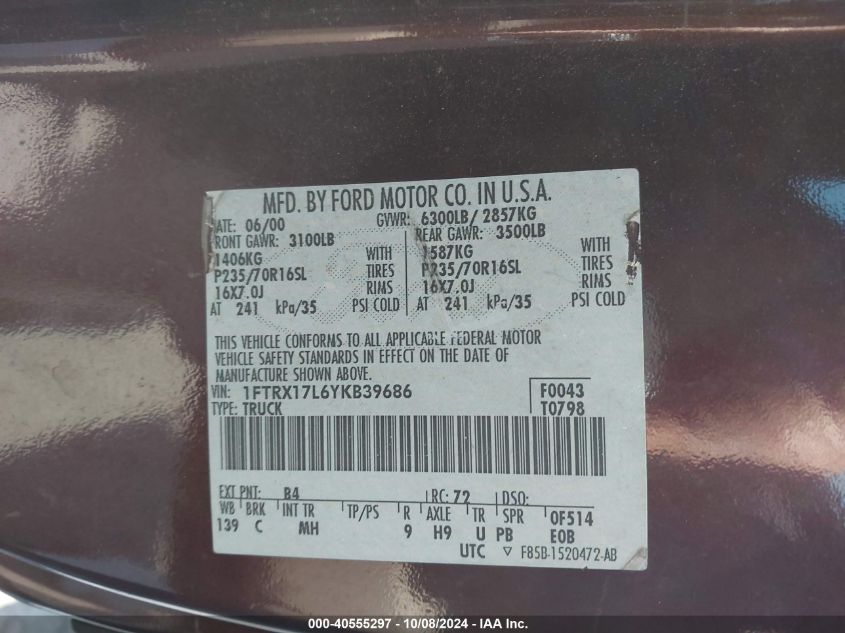 MFD. BY FORD MOTOR CO. IN U.S.A.
DATE: 06/00 GVWR: 6300LB/ 2857KG
FRONT GAWR: 3100LB REAR GAWR: 3500LB
1406KG WITH 1587KG WITH
P235/70R16SL TIRES P235/70R16SL TIRES
16X7.0J RIMS 16X7.0J RIMS
AT 241 kPa/35 PSI COLD AT 241 kPa/35 PSI COLD
THIS VEHICLE CONFORMS TO ALL APPLICABLE FEDERAL MOTOR
VEHICLE SAFETY STANDARDS IN EFFECT ON THE DATE OF
MANUFACTURE SHOWN ABOVE.
VIN: 1FTRX17L6YKB39686 F0043
TYPE: TRUCK T0798
EXT PNT: B4 RC: 72 DSO:
WB BRK INT TR TP/PS R AXLE TR SPR 0F514
139 C MH 9 H9 U PB EOB
UTC ▽ F85B-1520472-AB
000-40555297 - 10/08/2024 - IAA Inc.